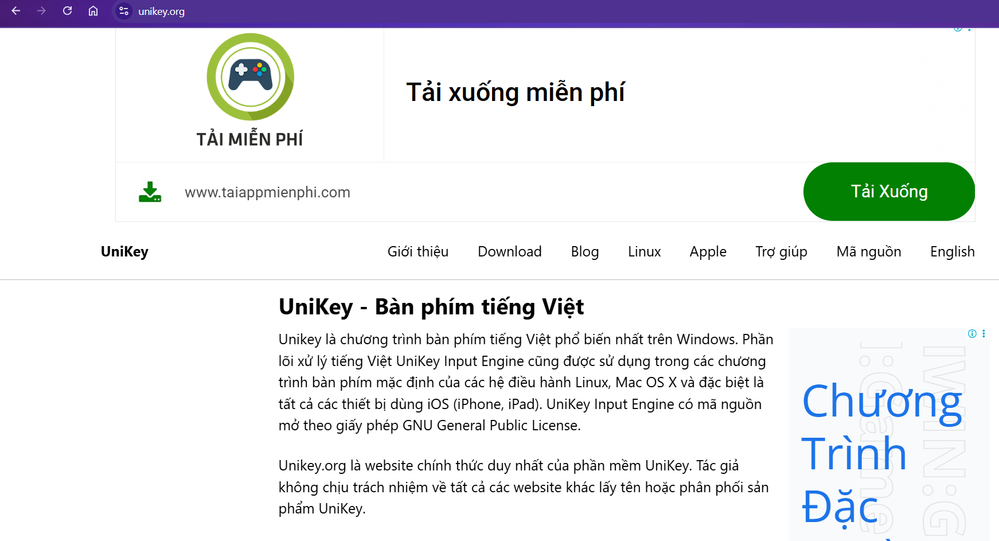 unikey.org
Tải xuống miễn phí
TẢI MIỄN PHÍ
www.taiappmienphi.com
Tải Xuống
UniKey
Giới thiệu
Download
Blog
Linux
Apple
Trợ giúp
Mã nguồn
English
UniKey - Bàn phím tiếng Việt
Unikey là chương trình bàn phím tiếng Việt phổ biến nhất trên Windows. Phần
lõi xử lý tiếng Việt UniKey Input Engine cũng được sử dụng trong các chương
trình bàn phím mặc định của các hệ điều hành Linux, Mac OS X và đặc biệt là
tất cả các thiết bị dùng iOS (iPhone, iPad). UniKey Input Engine có mã nguồn
mở theo giấy phép GNU General Public License.
Unikey.org là website chính thức duy nhất của phần mềm UniKey. Tác giả
không chịu trách nhiệm về tất cả các website khác lấy tên hoặc phân phối sản
phẩm UniKey.
Chương
Trình
Đặc